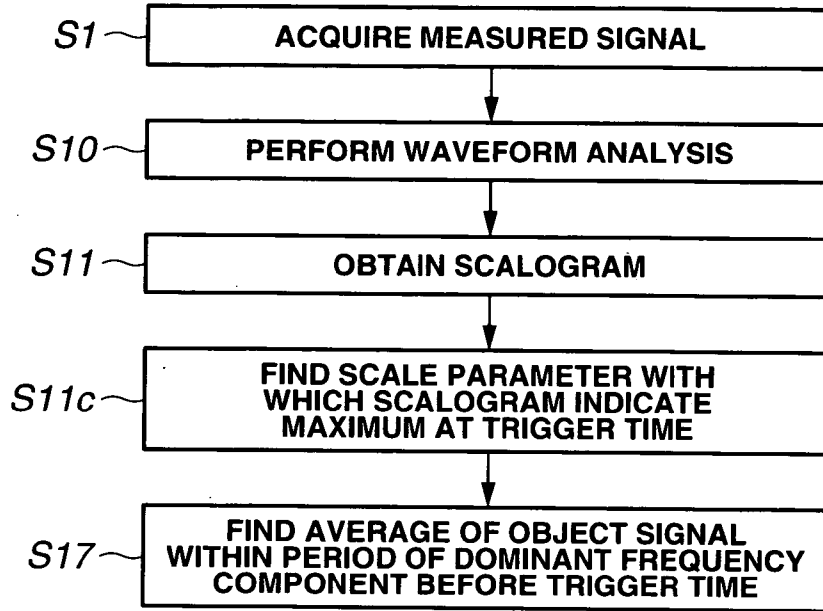 S1 ACQUIRE MEASURED SIGNAL
S10 PERFORM WAVEFORM ANALYSIS
S11 OBTAIN SCALOGRAM
S11c FIND SCALE PARAMETER WITH
WHICH SCALOGRAM INDICATE
MAXIMUM AT TRIGGER TIME
S17 FIND AVERAGE OF OBJECT SIGNAL
WITHIN PERIOD OF DOMINANT FREQUENCY
COMPONENT BEFORE TRIGGER TIME